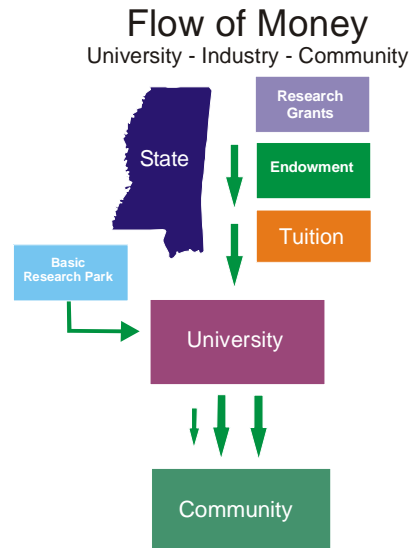 Flow of Money
University - Industry - Community
Research
Grants
State
Endowment
Tuition
Basic
Research Park
University
Community